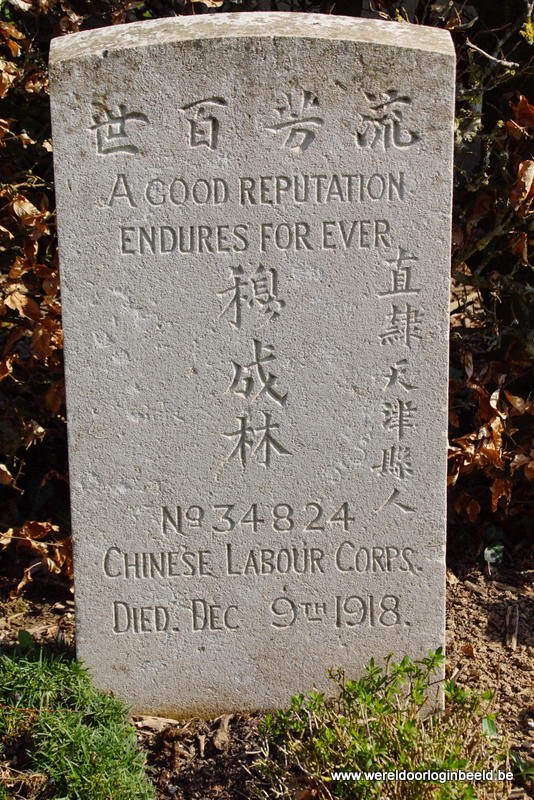 流芳百世
A GOOD REPUTATION
ENDURES FOR EVER
直隸天津縣人
穆成林
Nº 34824
CHINESE LABOUR CORPS.
DIED. DEC 9TH 1918.
www.wereldoorloginbeeld.be